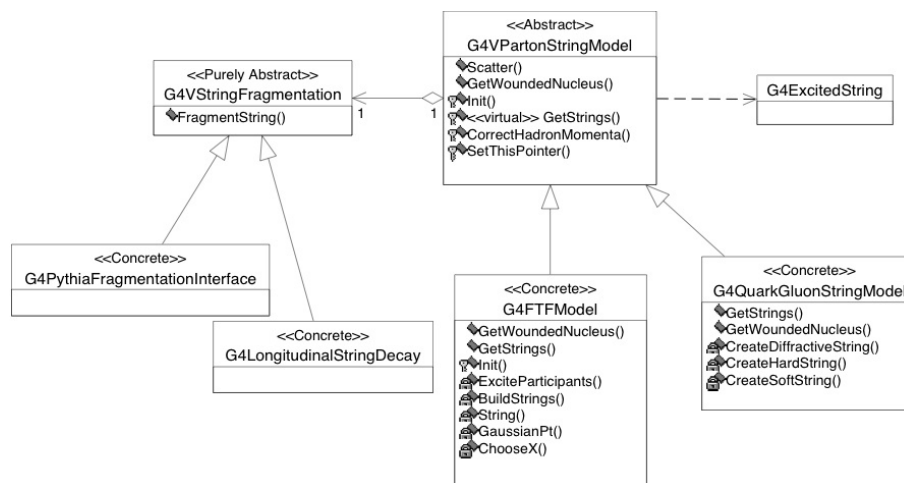 <<Abstract>>
G4VPartonStringModel
Scatter()
GetWoundedNucleus()
Init()
<<virtual>> GetStrings()
CorrectHadronMomenta()
SetThisPointer()
<<Purely Abstract>>
G4VStringFragmentation
FragmentString()
1
1
G4ExcitedString
<<Concrete>>
G4PythiaFragmentationInterface
<<Concrete>>
G4LongitudinalStringDecay
<<Concrete>>
G4FTFModel
GetWoundedNucleus()
GetStrings()
Init()
ExciteParticipants()
BuildStrings()
String()
GaussianPt()
ChooseX()
<<Concrete>>
G4QuarkGluonStringModel
GetStrings()
GetWoundedNucleus()
CreateDiffractiveString()
CreateHardString()
CreateSoftString()